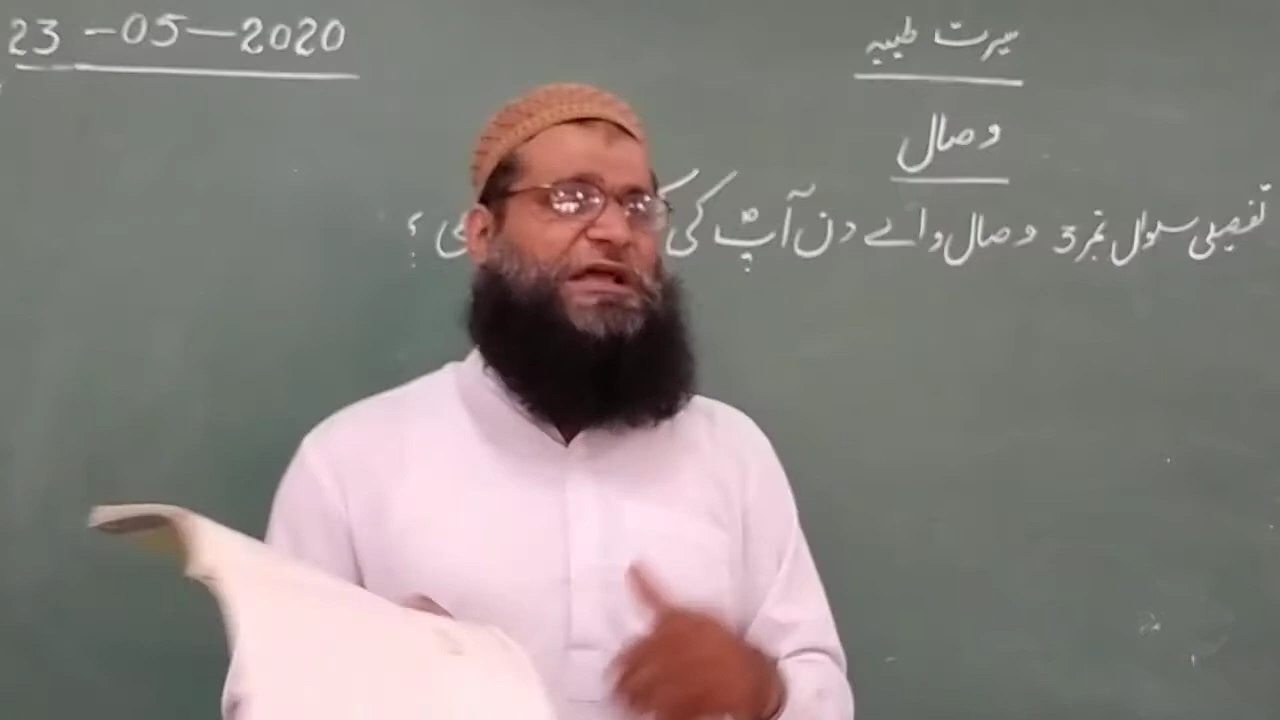 23-05-2020
سیرت طیبہ
وصال
تفصیلی سوال نمبر 3 وصال والے دن آپؐ کی ؟